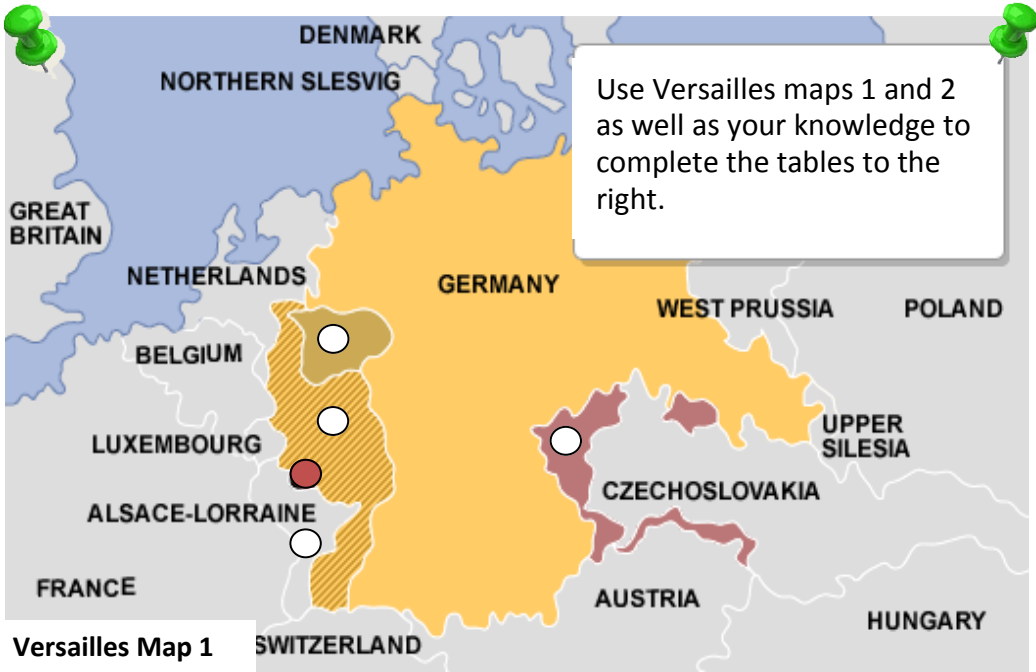 DENMARK
NORTHERN SLESVIG
Use Versailles maps 1 and 2
as well as your knowledge to
complete the tables to the
right.
GREAT
BRITAIN
NETHERLANDS
GERMANY
WEST PRUSSIA
POLAND
BELGIUM
LUXEMBOURG
UPPER
SILESIA
CZECHOSLOVAKIA
ALSACE-LORRAINE
FRANCE
AUSTRIA
HUNGARY
Versailles Map 1
SWITZERLAND